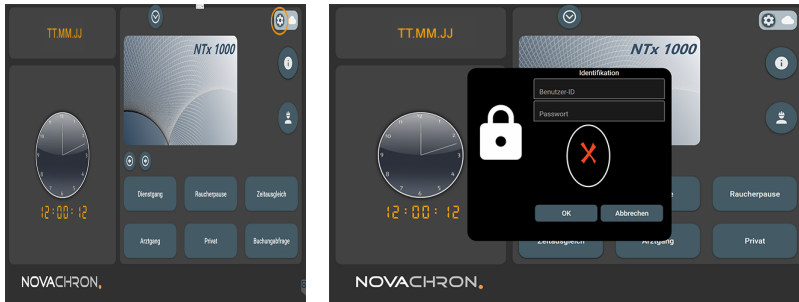 TT.MM.JJ
NTx 1000
12:00:12
Dienstgang
Raucherpause
Zeitausgleich
Arztgang
Privat
Buchungabfrage
NOVACHRON.
TT.MM.JJ
NTx 1000
Identifikation
Benutzer-ID
Passwort
OK
Abbrechen
12:00:12
Raucherpause
Zeitausgleich
Arztgang
Privat
NOVACHRON.